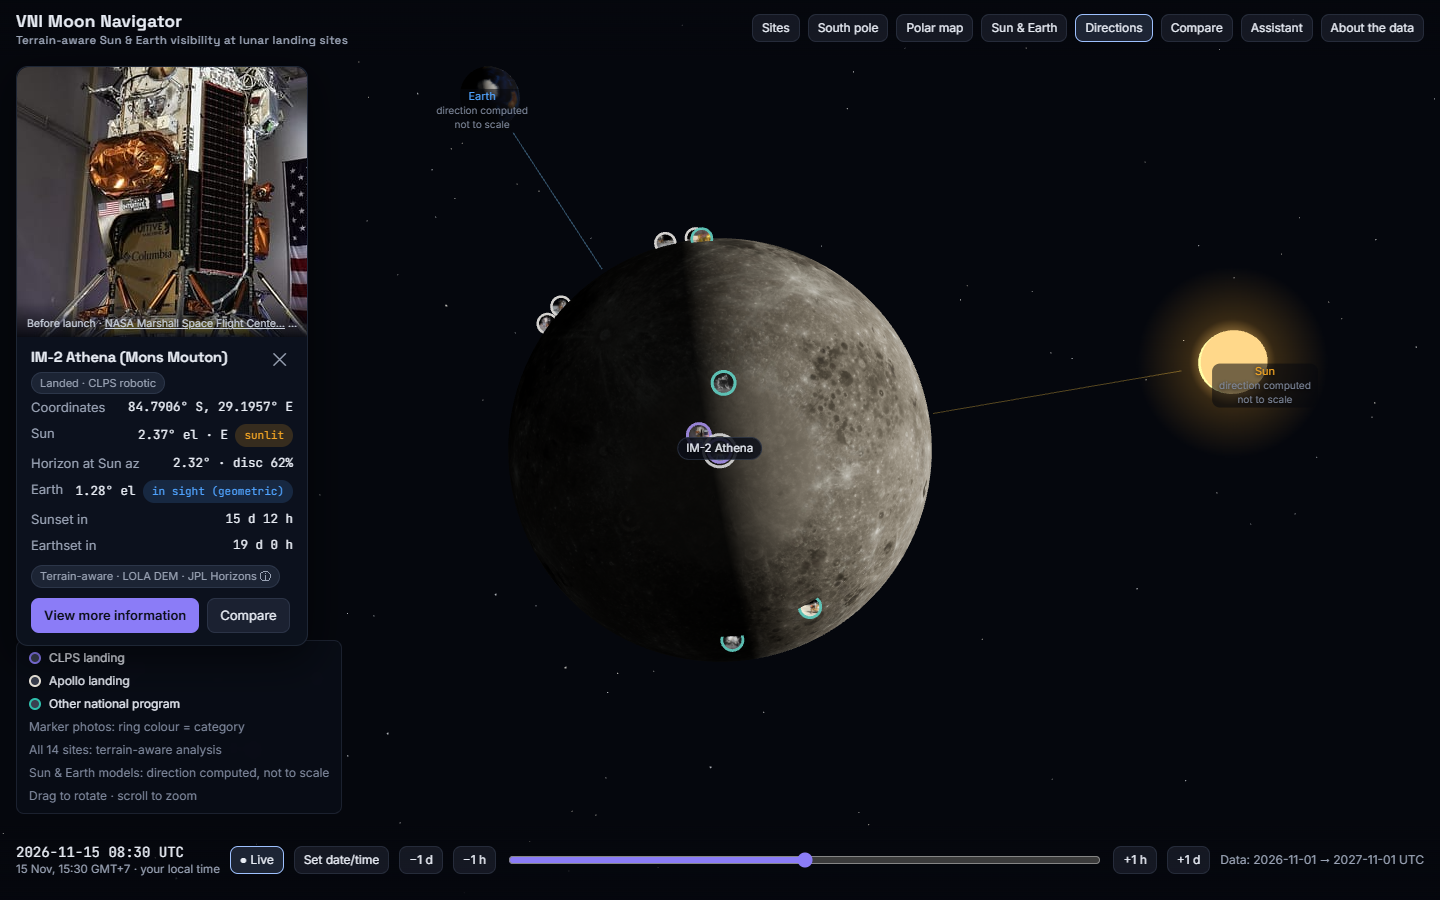 VNI Moon Navigator
Terrain-aware Sun & Earth visibility at lunar landing sites
Sites
South pole
Polar map
Sun & Earth
Directions
Compare
Assistant
About the data
Columbia
Before launch · NASA Marshall Space Flight Cente... ...
IM-2 Athena (Mons Mouton)
Landed · CLPS robotic
Coordinates 84.7906° S, 29.1957° E
Sun 2.37° el · E sunlit
Horizon at Sun az 2.32° · disc 62%
Earth 1.28° el in sight (geometric)
Sunset in 15 d 12 h
Earthset in 19 d 0 h
Terrain-aware · LOLA DEM · JPL Horizons ⓘ
View more information
Compare
CLPS landing
Apollo landing
Other national program
Marker photos: ring colour = category
All 14 sites: terrain-aware analysis
Sun & Earth models: direction computed, not to scale
Drag to rotate · scroll to zoom
Earth
direction computed
not to scale
IM-2 Athena
Sun
direction computed
not to scale
2026-11-15 08:30 UTC
15 Nov, 15:30 GMT+7 · your local time
● Live
Set date/time
−1 d
−1 h
+1 h
+1 d
Data: 2026-11-01 → 2027-11-01 UTC